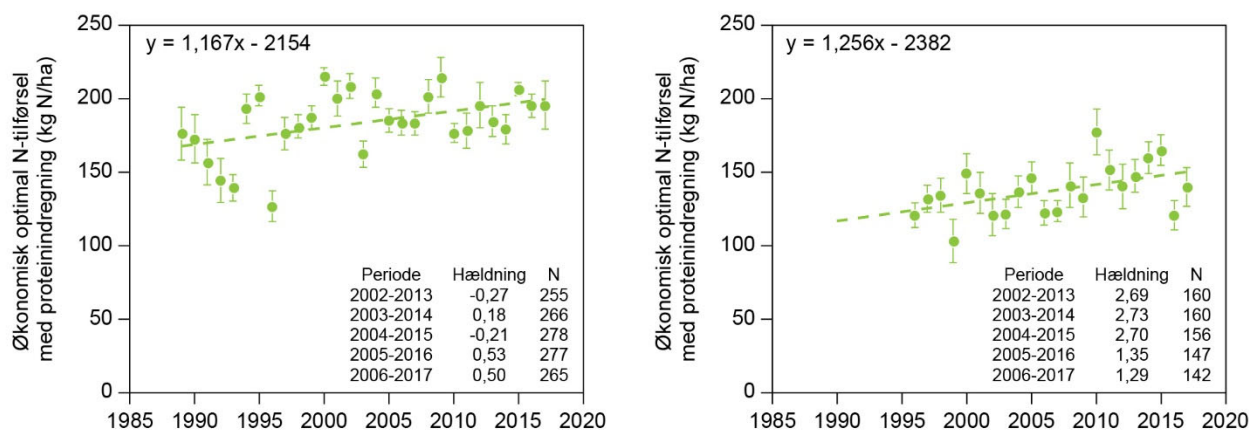 Økonomisk optimal N-tilførsel
med proteinindregning (kg N/ha)
250
200
150
100
50
0
y = 1,167x - 2154
Periode Hældning N
2002-2013 -0,27 255
2003-2014 0,18 266
2004-2015 -0,21 278
2005-2016 0,53 277
2006-2017 0,50 265
1985 1990 1995 2000 2005 2010 2015 2020
Økonomisk optimal N-tilførsel
med proteinindregning (kg N/ha)
250
200
150
100
50
0
y = 1,256x - 2382
Periode Hældning N
2002-2013 2,69 160
2003-2014 2,73 160
2004-2015 2,70 156
2005-2016 1,35 147
2006-2017 1,29 142
1985 1990 1995 2000 2005 2010 2015 2020